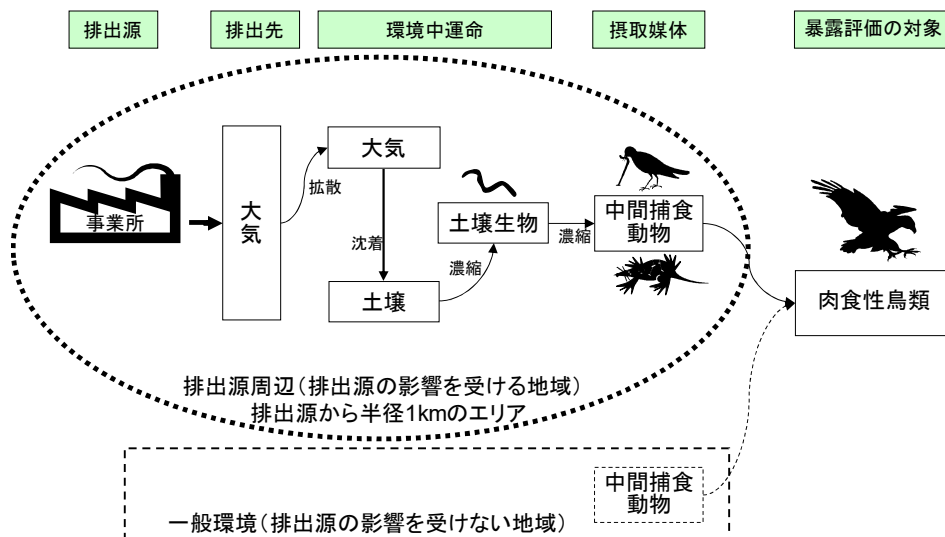 排出源
排出先
環境中運命
摂取媒体
暴露評価の対象
事業所
大気
拡散
大気
沈着
土壌
濃縮
土壌生物
濃縮
中間捕食
動物
肉食性鳥類
排出源周辺（排出源の影響を受ける地域）
排出源から半径1kmのエリア
中間捕食
動物
一般環境（排出源の影響を受けない地域）